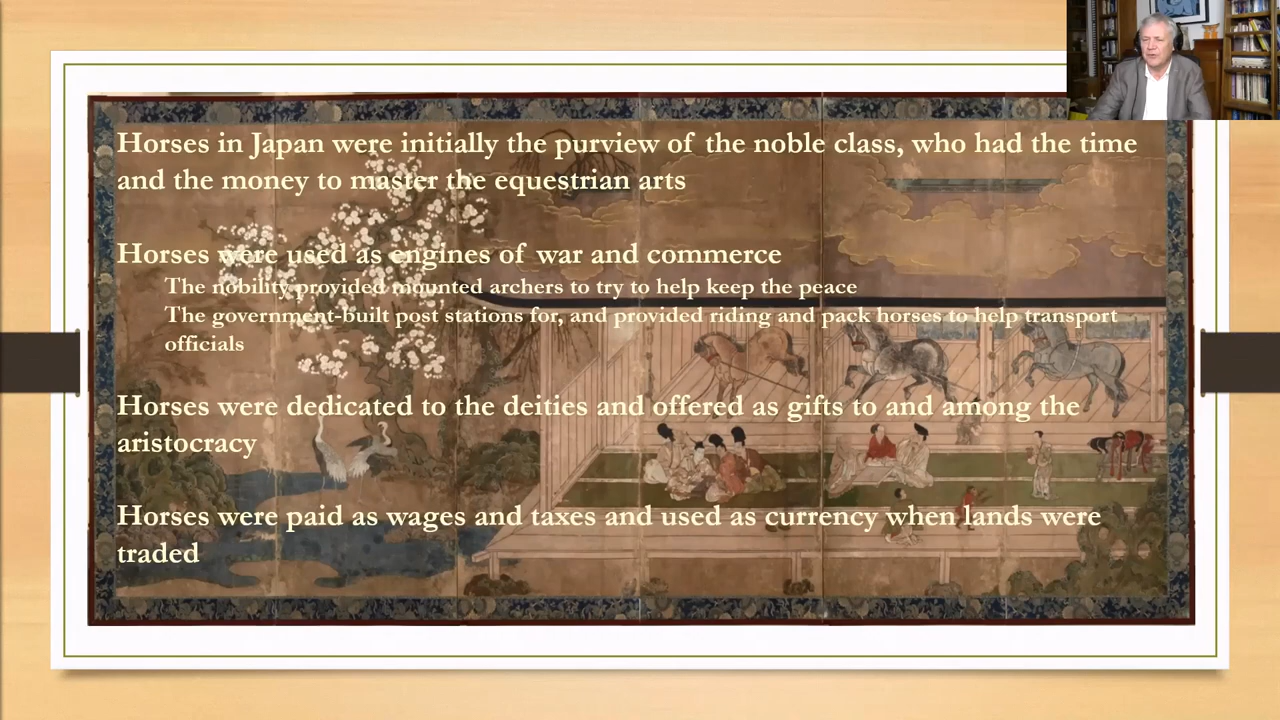 Horses in Japan were initially the purview of the noble class, who had the time
and the money to master the equestrian arts
Horses were used as engines of war and commerce
The nobility provided mounted archers to try to help keep the peace
The government-built post stations for, and provided riding and pack horses to help transport
officials
Horses were dedicated to the deities and offered as gifts to and among the
aristocracy
Horses were paid as wages and taxes and used as currency when lands were
traded